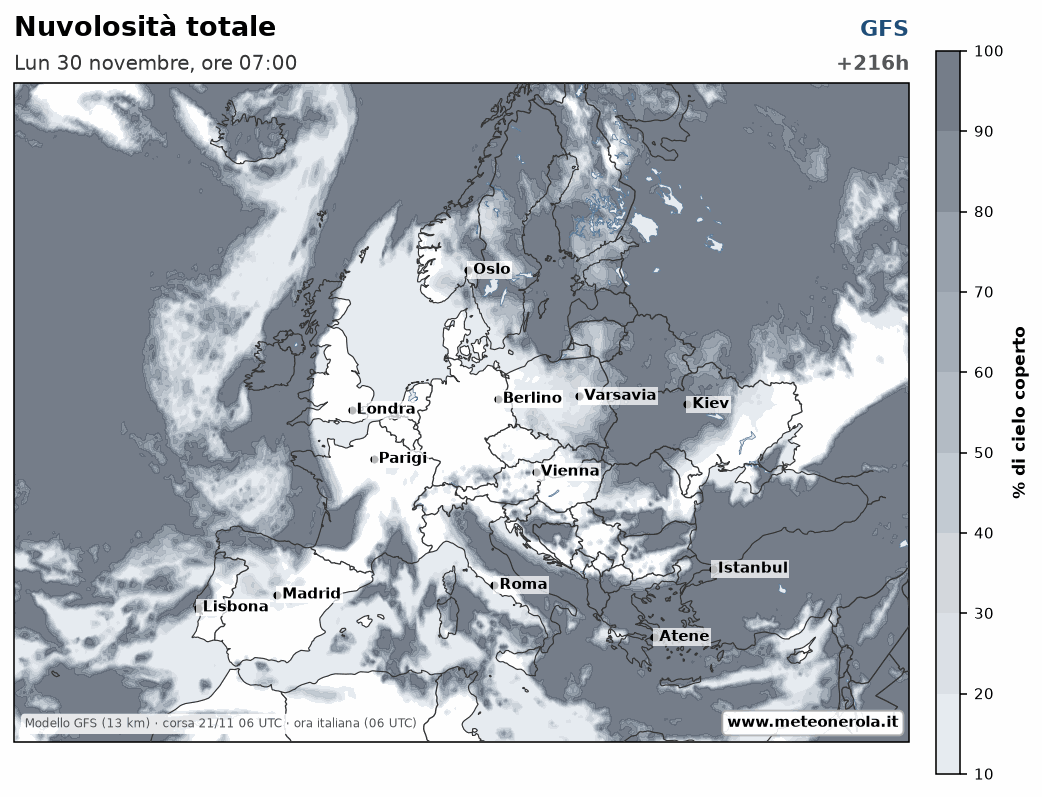 Nuvolosità totale
GFS
Lun 30 novembre, ore 07:00
+216h
100
90
80
70
60
50
40
30
20
10
% di cielo coperto
Oslo
Londra
Berlino
Varsavia
Kiev
Parigi
Vienna
Istanbul
Roma
Madrid
Lisbona
Atene
Modello GFS (13 km) · corsa 21/11 06 UTC · ora italiana (06 UTC)
www.meteonerola.it